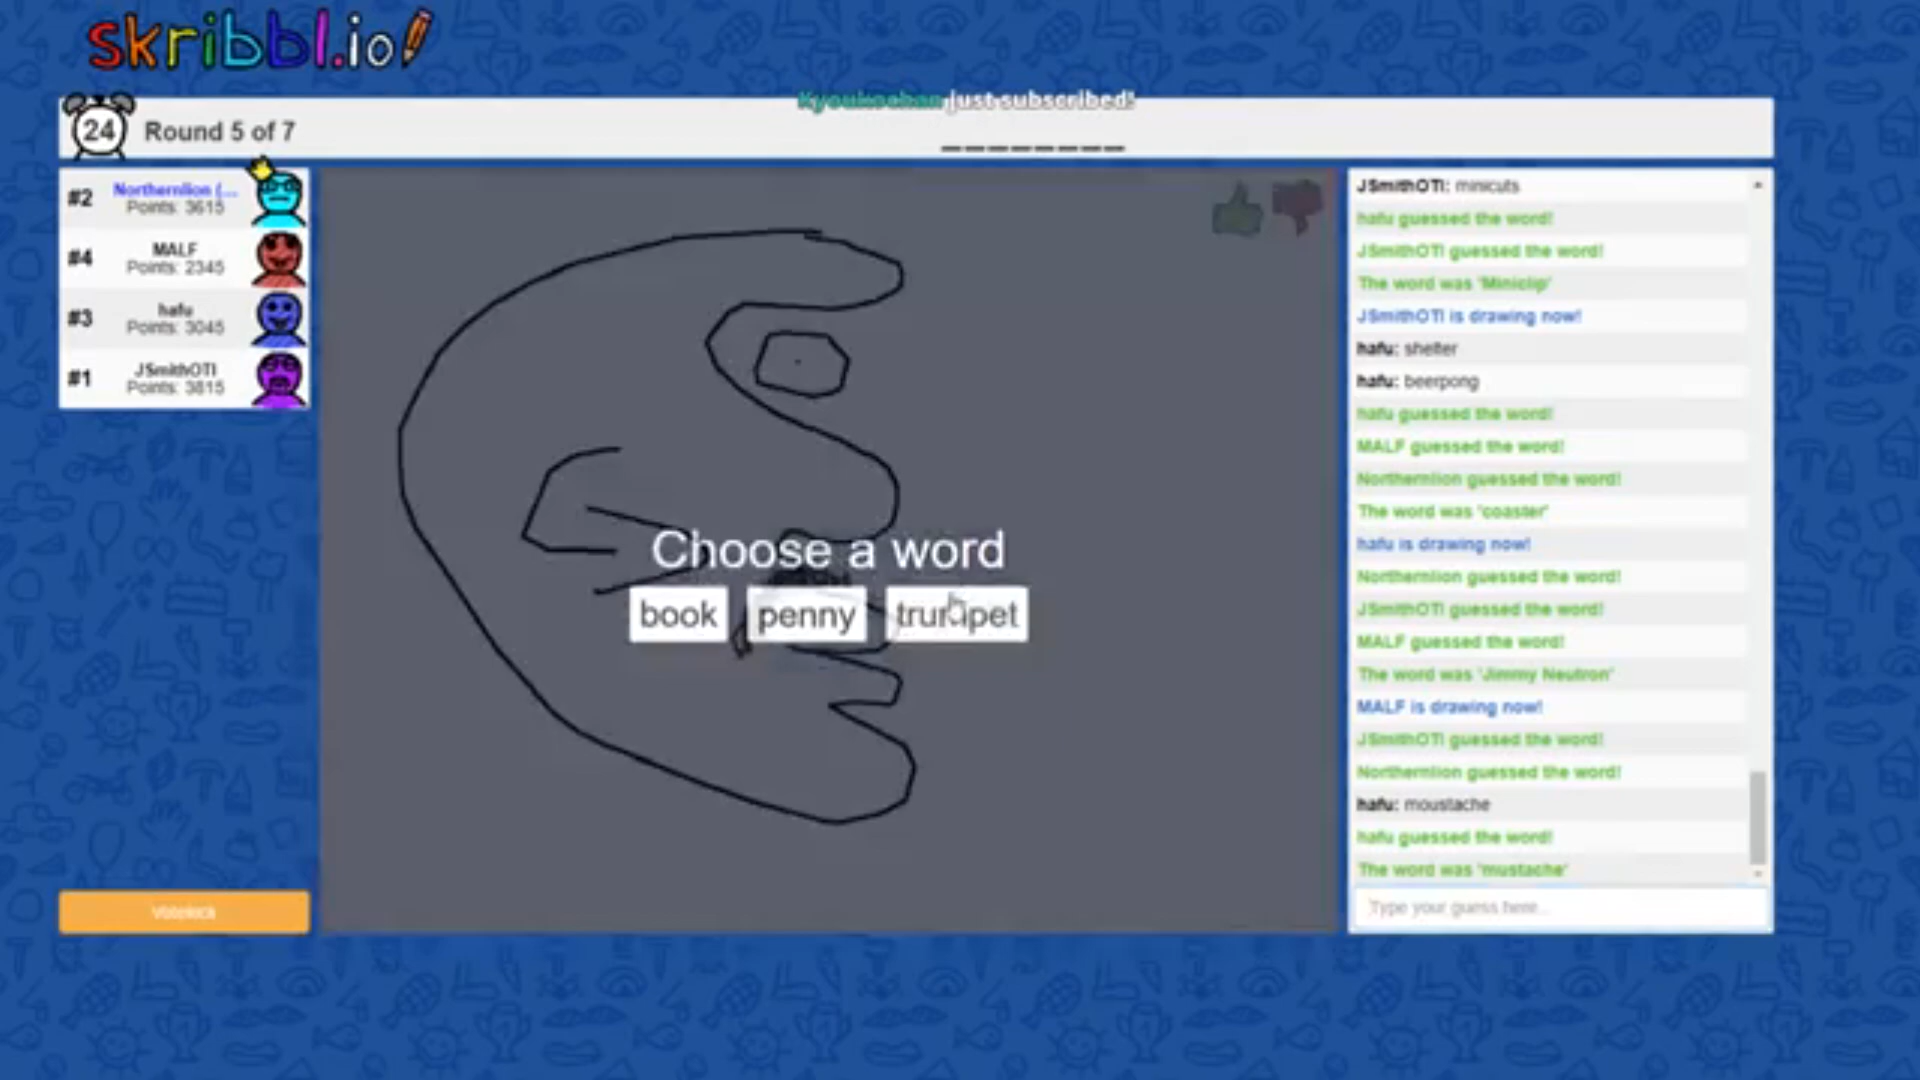 skribbl.io
Kyoukochan just subscribed!
24
Round 5 of 7
#2
Northernlion (...
Points: 3615
#4
MALF
Points: 2345
#3
hafu
Points: 3045
#1
JSmithOTI
Points: 3815
Votekick
Choose a word
book
penny
trumpet
JSmithOTI: minicuts
hafu guessed the word!
JSmithOTI guessed the word!
The word was 'Miniclip'
JSmithOTI is drawing now!
hafu: shelter
hafu: beerpong
hafu guessed the word!
MALF guessed the word!
Northernlion guessed the word!
The word was 'coaster'
hafu is drawing now!
Northernlion guessed the word!
JSmithOTI guessed the word!
MALF guessed the word!
The word was 'Jimmy Neutron'
MALF is drawing now!
JSmithOTI guessed the word!
Northernlion guessed the word!
hafu: moustache
hafu guessed the word!
The word was 'mustache'
Type your guess here...